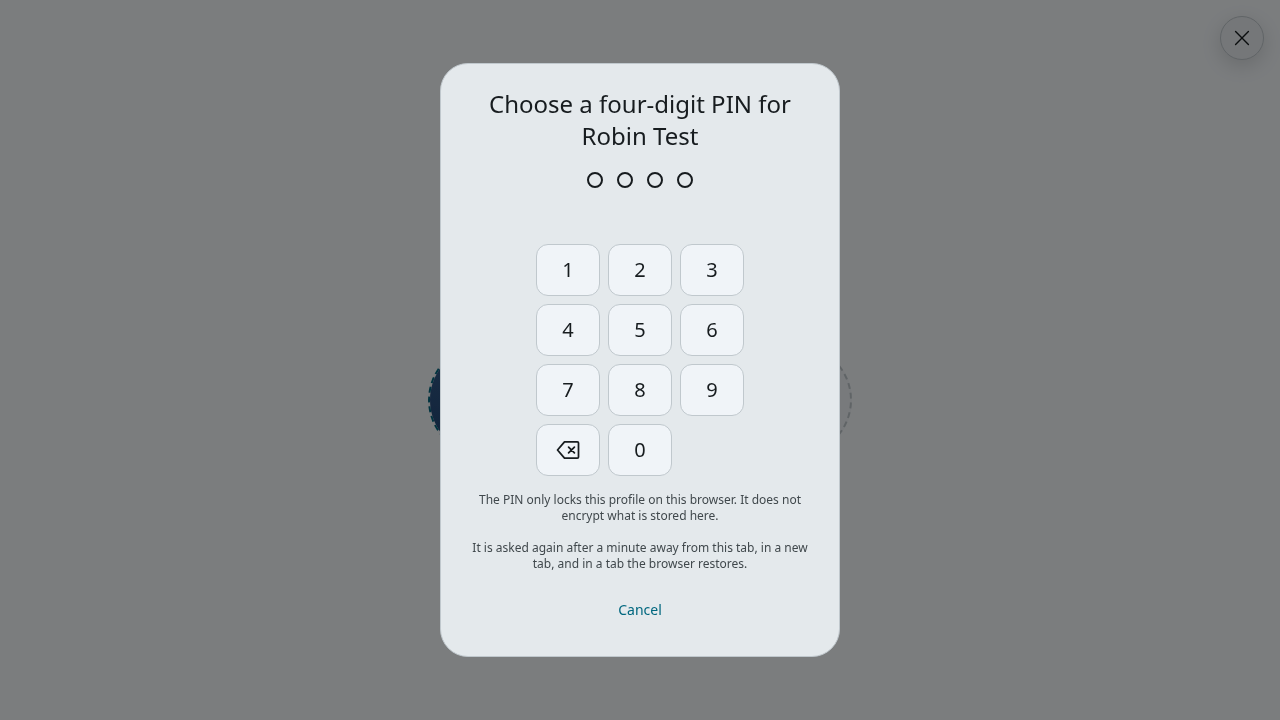 Choose a four-digit PIN for
Robin Test
1 2 3
4 5 6
7 8 9
0
The PIN only locks this profile on this browser. It does not
encrypt what is stored here.
It is asked again after a minute away from this tab, in a new
tab, and in a tab the browser restores.
Cancel